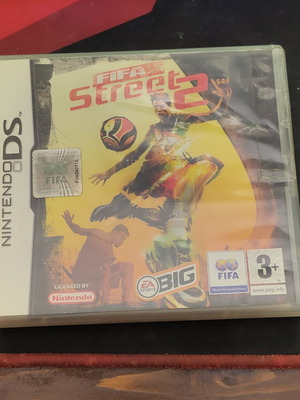 FIFA
Street 2
NINTENDO DS
FIFA
LICENSED BY
Nintendo
EA
SPORTS
BIG
FIFA
3+
www.pegi.info